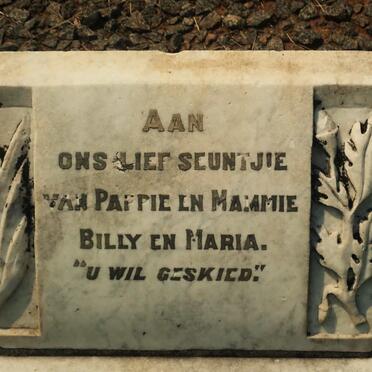 AAN
ONS LIEF SEUNTJIE
VAN PAPPIE EN MAMMIE
BILLY EN MARIA.
"U WIL GESKIED."